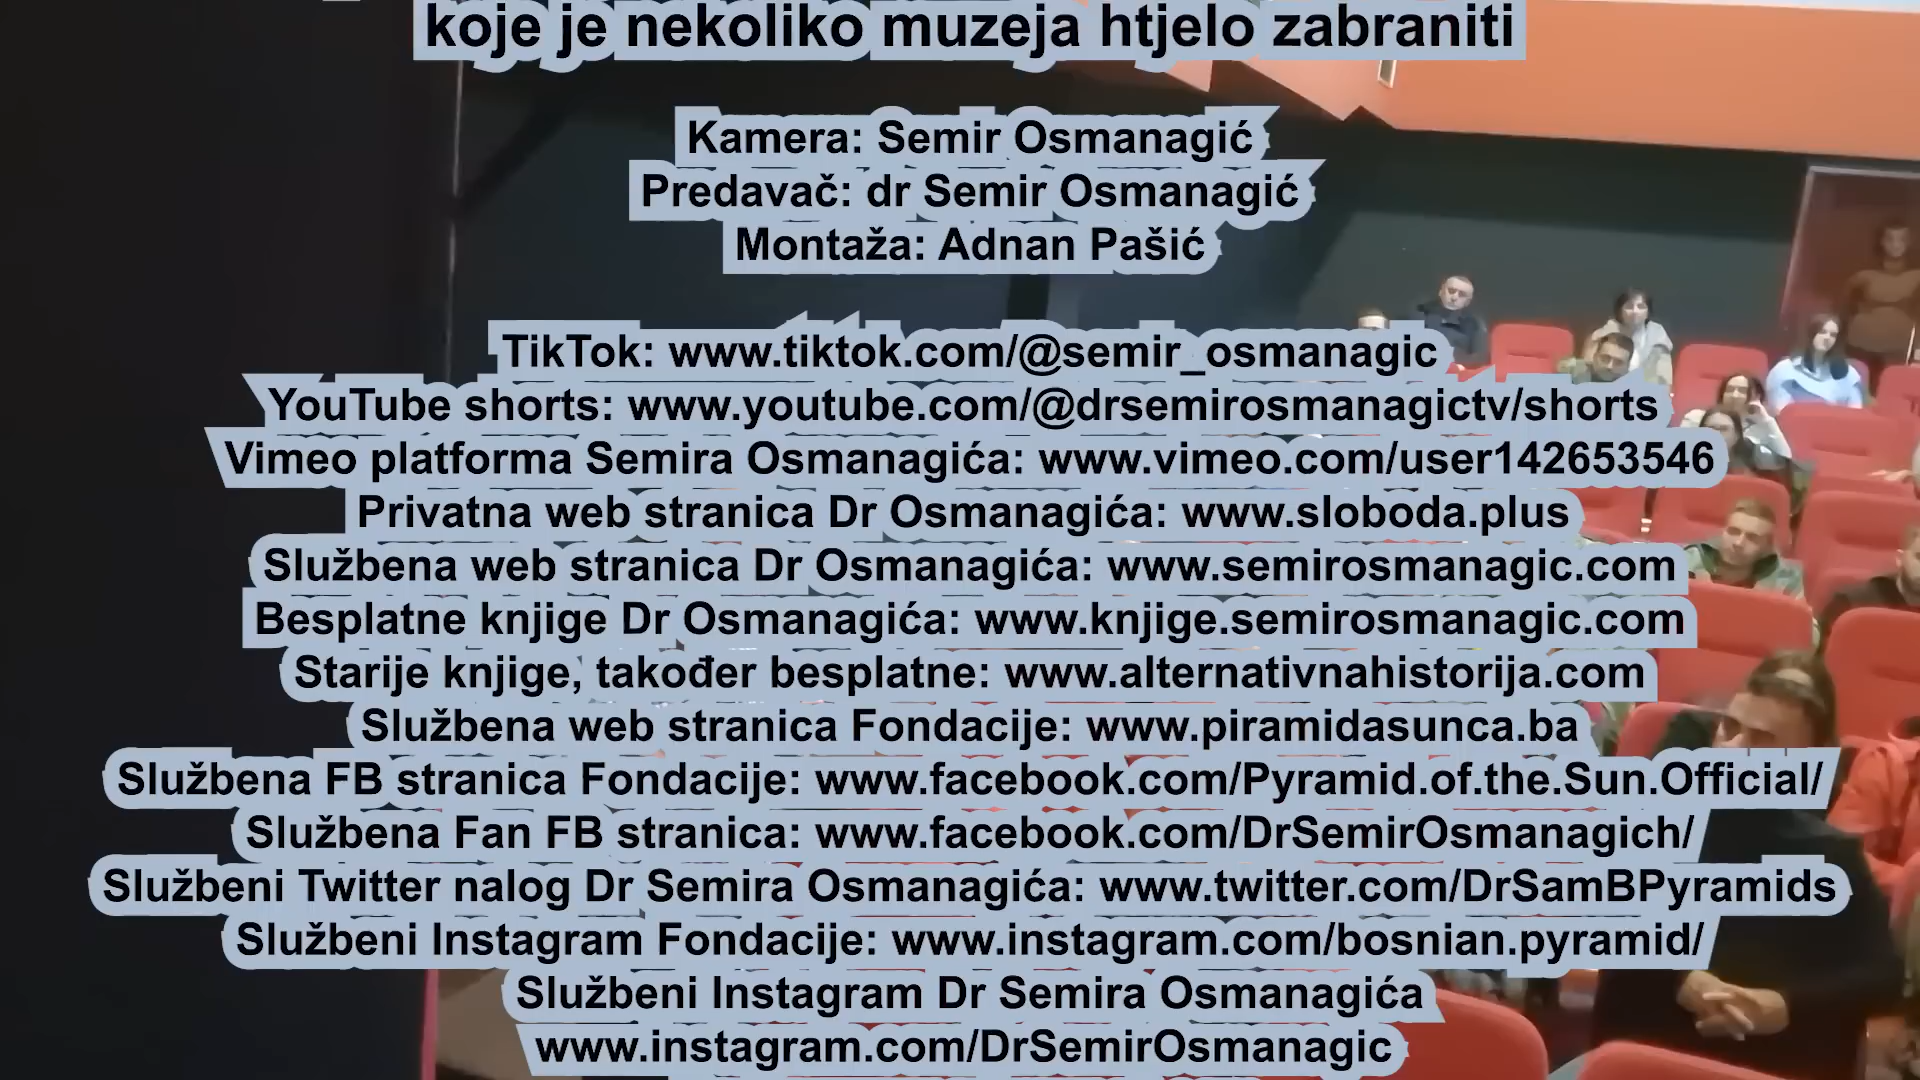 koje je nekoliko muzeja htjelo zabraniti
Kamera: Semir Osmanagić
Predavač: dr Semir Osmanagić
Montaža: Adnan Pašić
TikTok: www.tiktok.com/@semir_osmanagic
YouTube shorts: www.youtube.com/@drsemirosmanagictv/shorts
Vimeo platforma Semira Osmanagića: www.vimeo.com/user142653546
Privatna web stranica Dr Osmanagića: www.sloboda.plus
Službena web stranica Dr Osmanagića: www.semirosmanagic.com
Besplatne knjige Dr Osmanagića: www.knjige.semirosmanagic.com
Starije knjige, također besplatne: www.alternativnahistorija.com
Službena web stranica Fondacije: www.piramidasunca.ba
Službena FB stranica Fondacije: www.facebook.com/Pyramid.of.the.Sun.Official/
Službena Fan FB stranica: www.facebook.com/DrSemirOsmanagich/
Službeni Twitter nalog Dr Semira Osmanagića: www.twitter.com/DrSamBPyramids
Službeni Instagram Fondacije: www.instagram.com/bosnian.pyramid/
Službeni Instagram Dr Semira Osmanagića
www.instagram.com/DrSemirOsmanagic